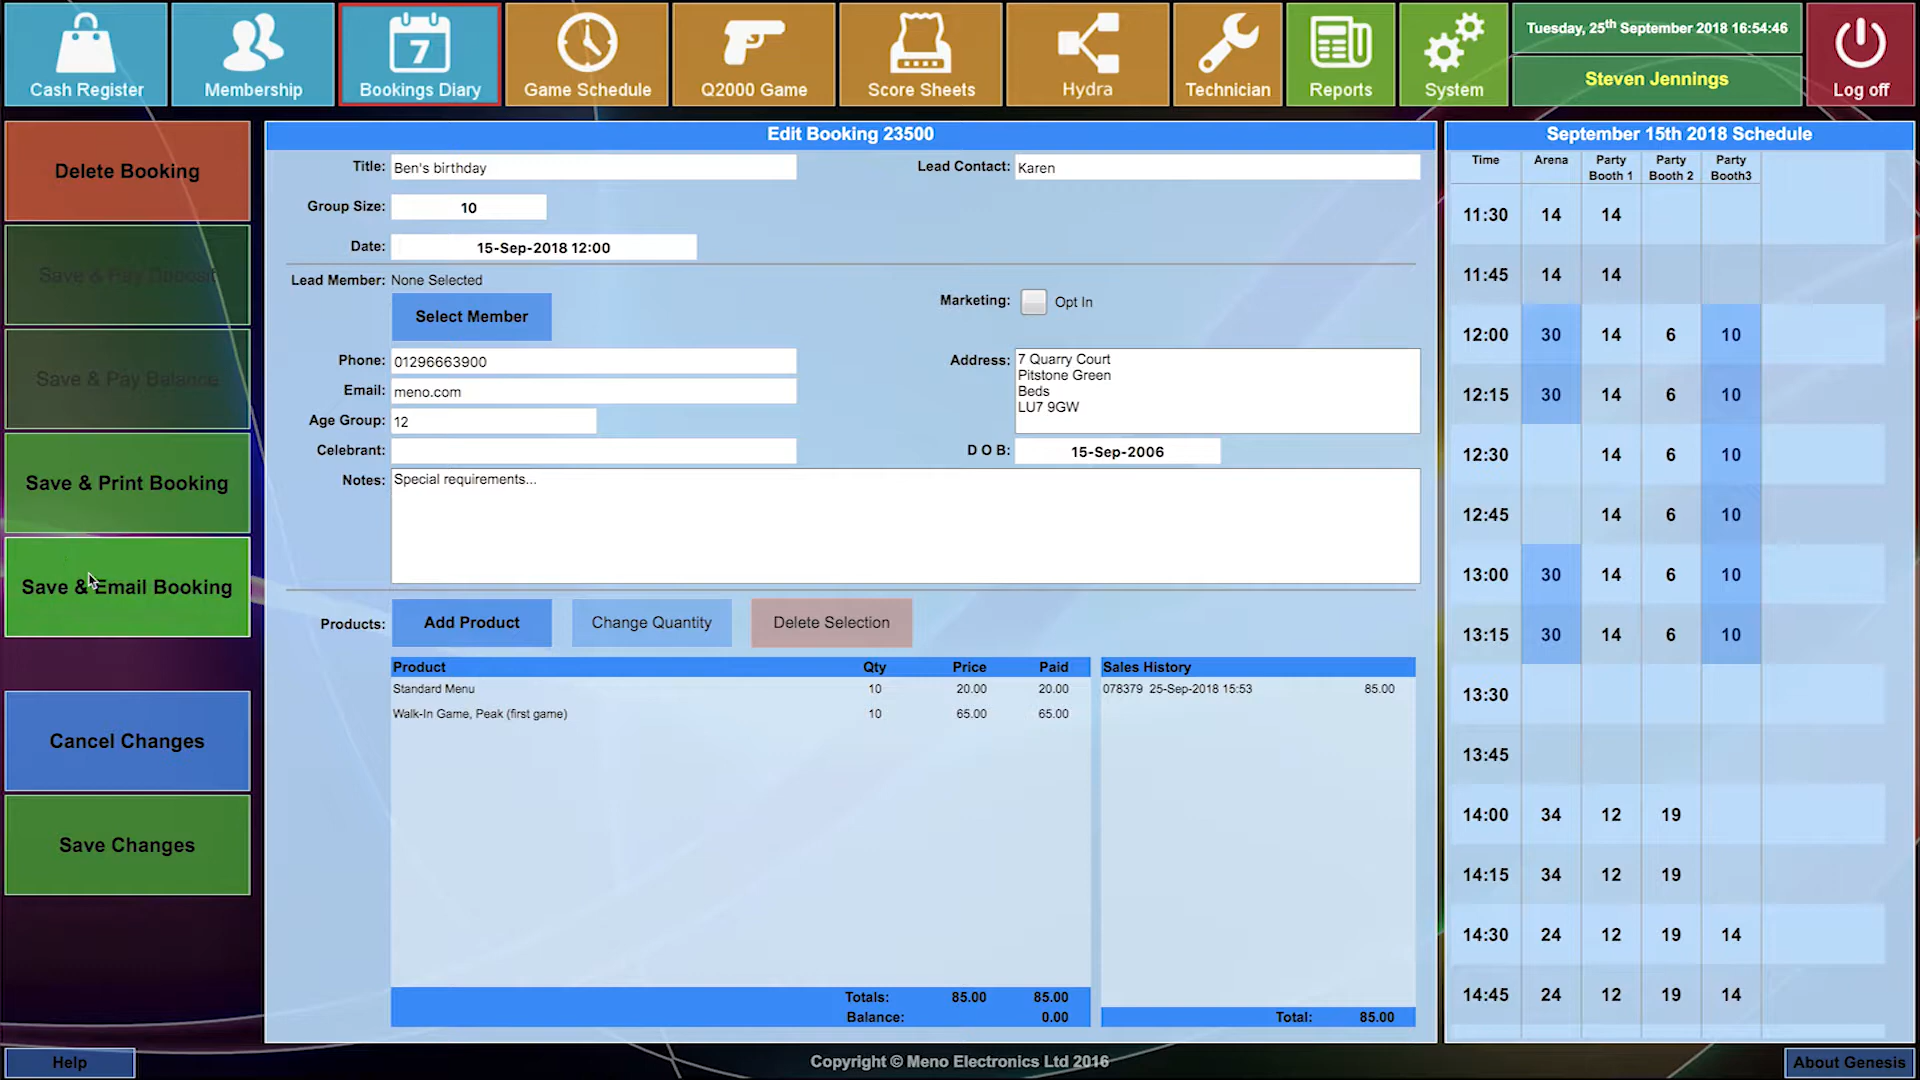 Cash Register
Membership
7
Bookings Diary
Game Schedule
Q2000 Game
Score Sheets
Hydra
Technician
Reports
System
Tuesday, 25th September 2018 16:54:46
Steven Jennings
Log off
Delete Booking
Save & Pay Deposit
Save & Pay Balance
Save & Print Booking
Save & Email Booking
Cancel Changes
Save Changes
Edit Booking 23500
Title: Ben's birthday Lead Contact: Karen
Group Size: 10
Date: 15-Sep-2018 12:00
Lead Member: None Selected
Select Member Marketing: Opt In
Phone: 01296663900 Address: 7 Quarry Court
Pitstone Green
Email: meno.com Beds
LU7 9GW
Age Group: 12
Celebrant: D O B: 15-Sep-2006
Notes: Special requirements...
Products: Add Product Change Quantity Delete Selection
Product Qty Price Paid Sales History
Standard Menu 10 20.00 20.00 078379 25-Sep-2018 15:53 85.00
Walk-In Game, Peak (first game) 10 65.00 65.00
Totals: 85.00 85.00
Balance: 0.00 Total: 85.00
September 15th 2018 Schedule
Time Arena Party Party Party
Booth 1 Booth 2 Booth3
11:30 14 14
11:45 14 14
12:00 30 14 6 10
12:15 30 14 6 10
12:30 14 6 10
12:45 14 6 10
13:00 30 14 6 10
13:15 30 14 6 10
13:30
13:45
14:00 34 12 19
14:15 34 12 19
14:30 24 12 19 14
14:45 24 12 19 14
Help
Copyright © Meno Electronics Ltd 2016
About Genesis